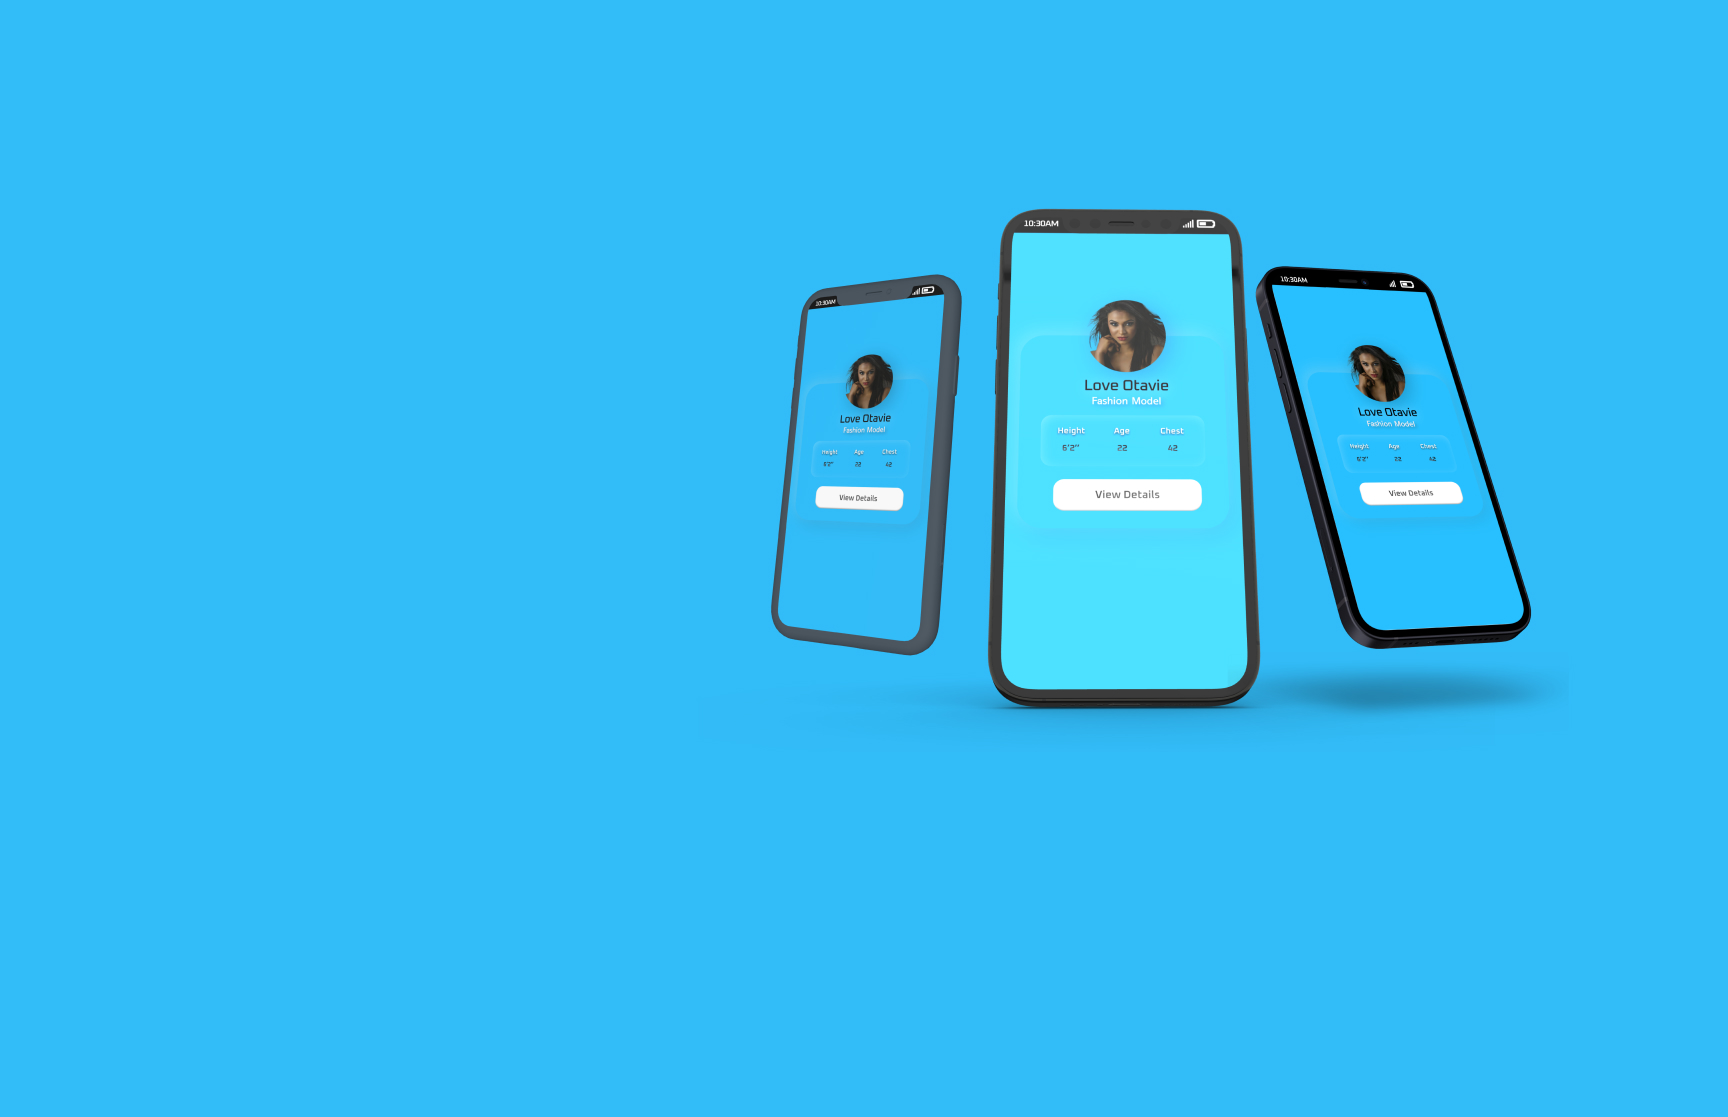 10:30AM
Love Otavie
Fashion Model
Height Age Chest
6'2" 22 42
View Details
10:30AM
Love Otavie
Fashion Model
Height Age Chest
6'2" 22 42
View Details
10:30AM
Love Otavie
Fashion Model
Height Age Chest
6'2" 22 42
View Details